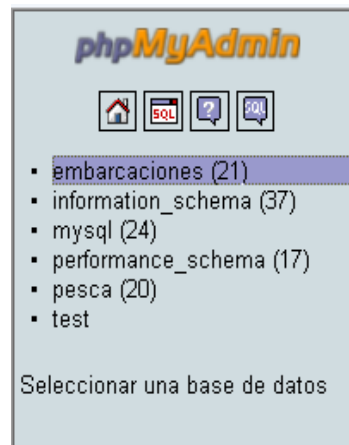 phpMyAdmin
SQL ? SQL
embarcaciones (21)
information_schema (37)
mysql (24)
performance_schema (17)
pesca (20)
test
Seleccionar una base de datos